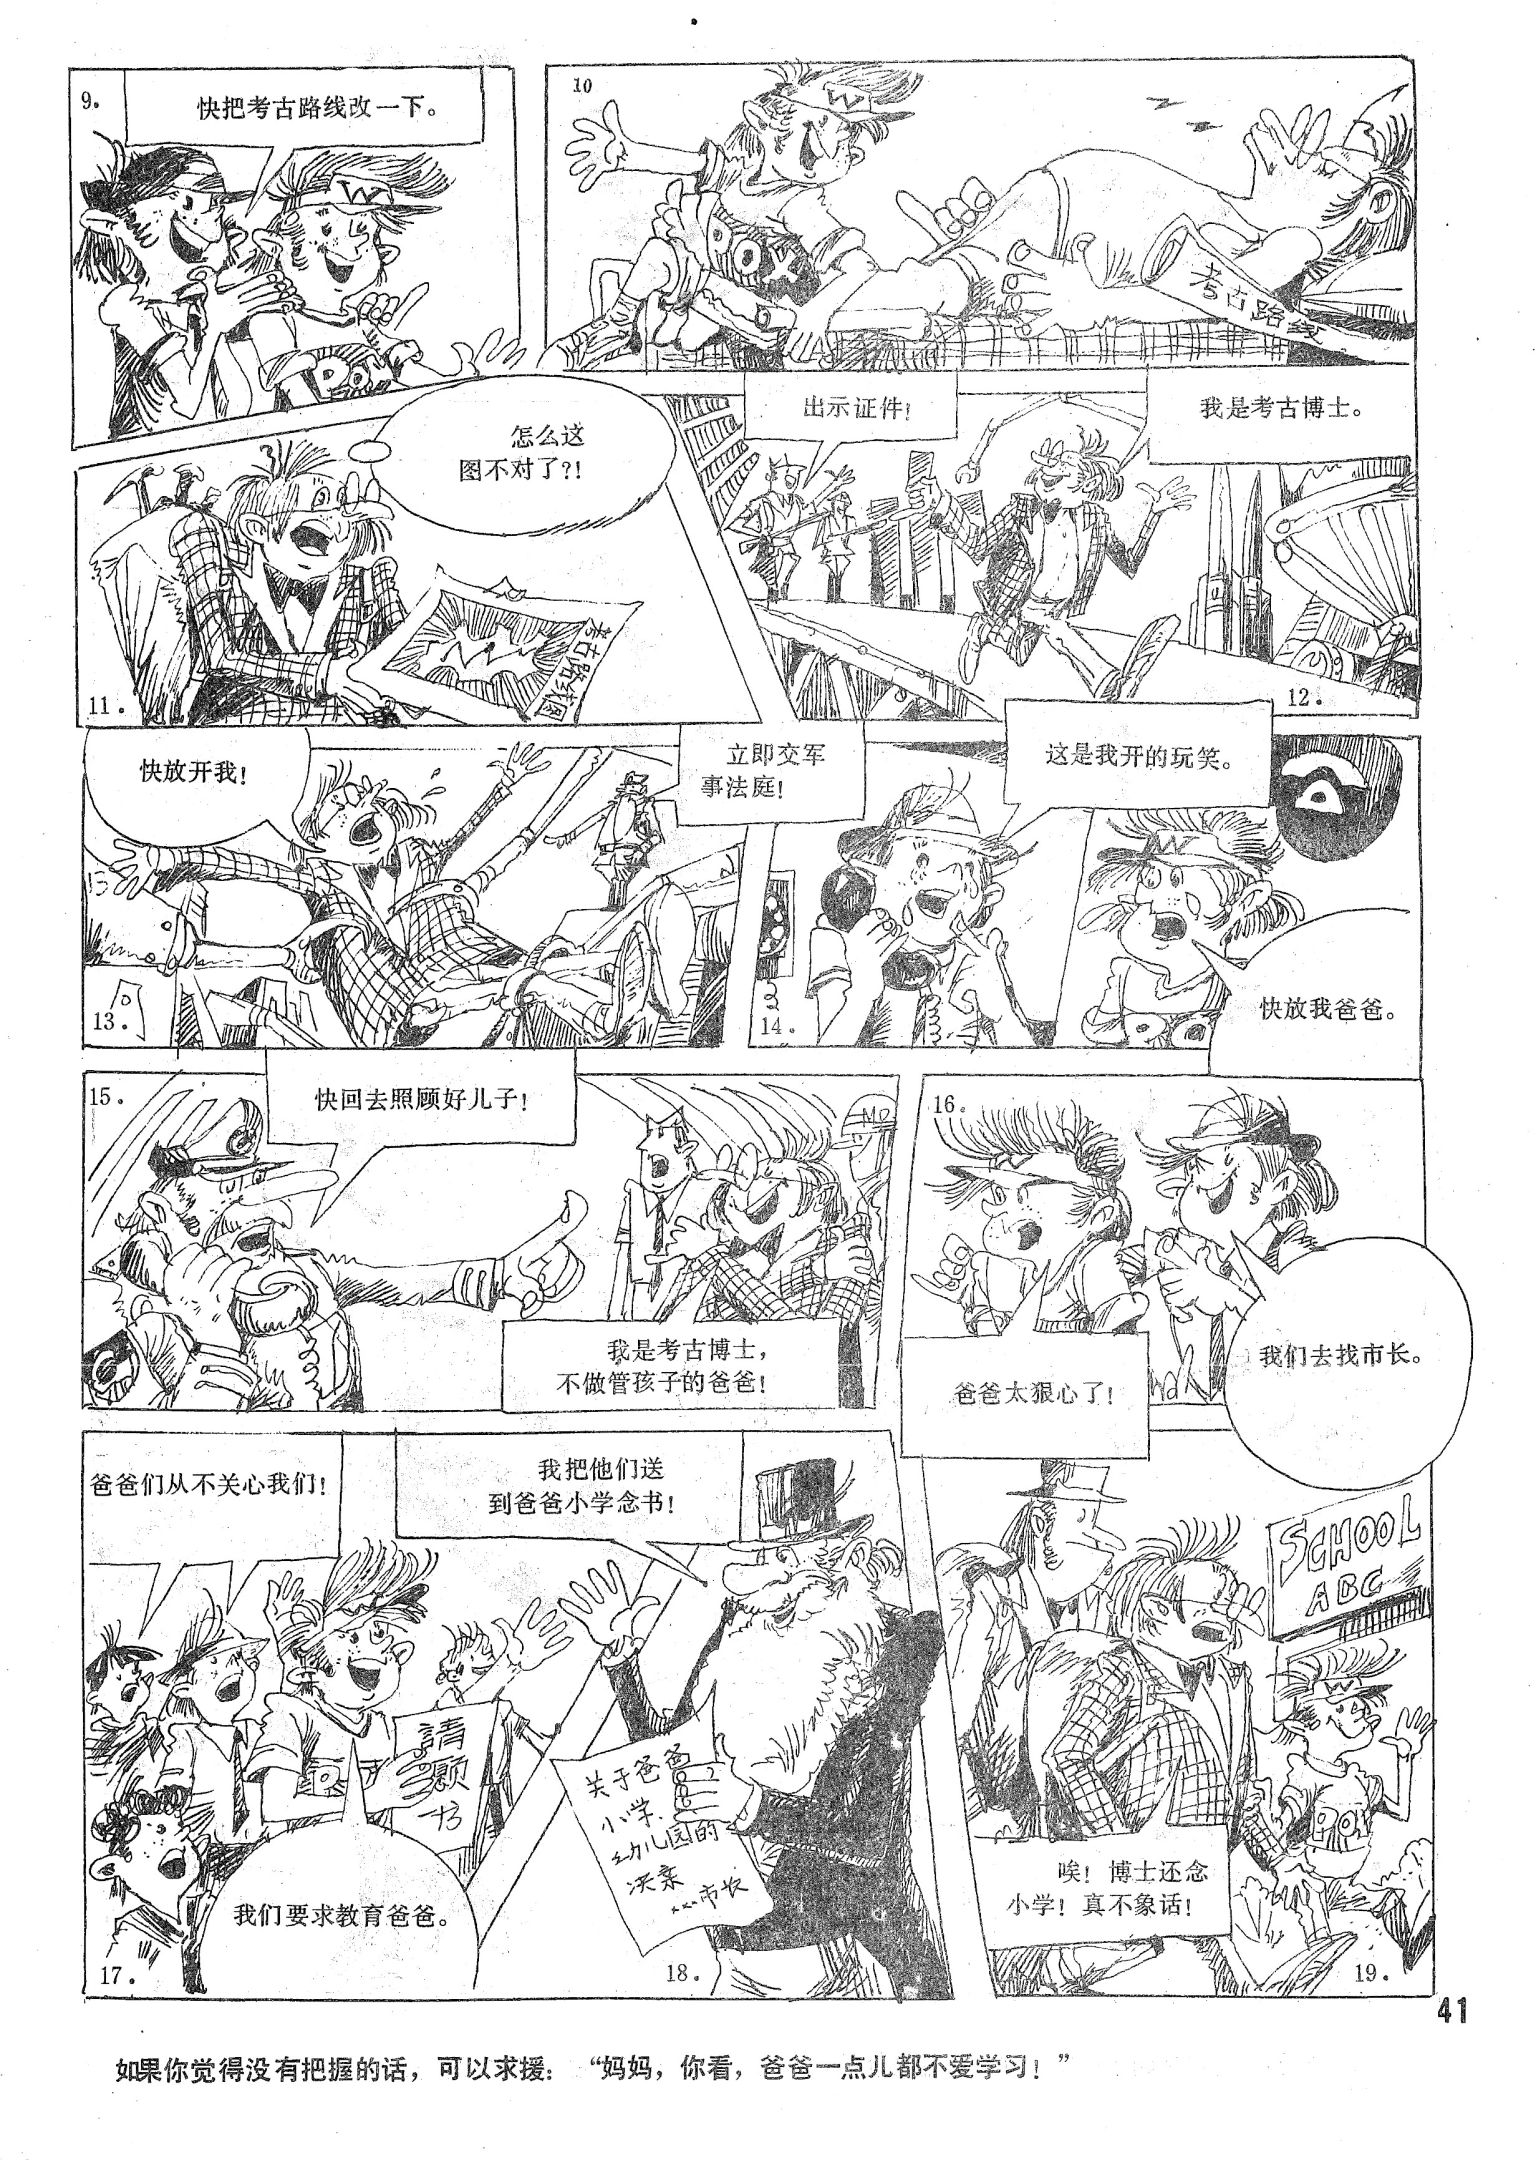 9.
快把考古路线改一下。
W
POX
10
W
POX
考古路线
怎么这
图不对了?!
考古路线图
11.
出示证件!
我是考古博士。
12.
快放开我!
立即交军
事法庭!
13.
这是我开的玩笑。
W
快放我爸爸。
14.
15.
快回去照顾好儿子!
我是考古博士,
不做管孩子的爸爸!
16.
爸爸太狠心了!
我们去找市长。
爸爸们从不关心我们!
請
願
书
我们要求教育爸爸。
17.
我把他们送
到爸爸小学念书!
关于爸爸
小学、
幼儿园的
决案
×××市长
18.
SCHOOL
ABC
W
POX
唉! 博士还念
小学! 真不象话!
19.
41
如果你觉得没有把握的话, 可以求援: “妈妈, 你看, 爸爸一点儿都不爱学习! ”